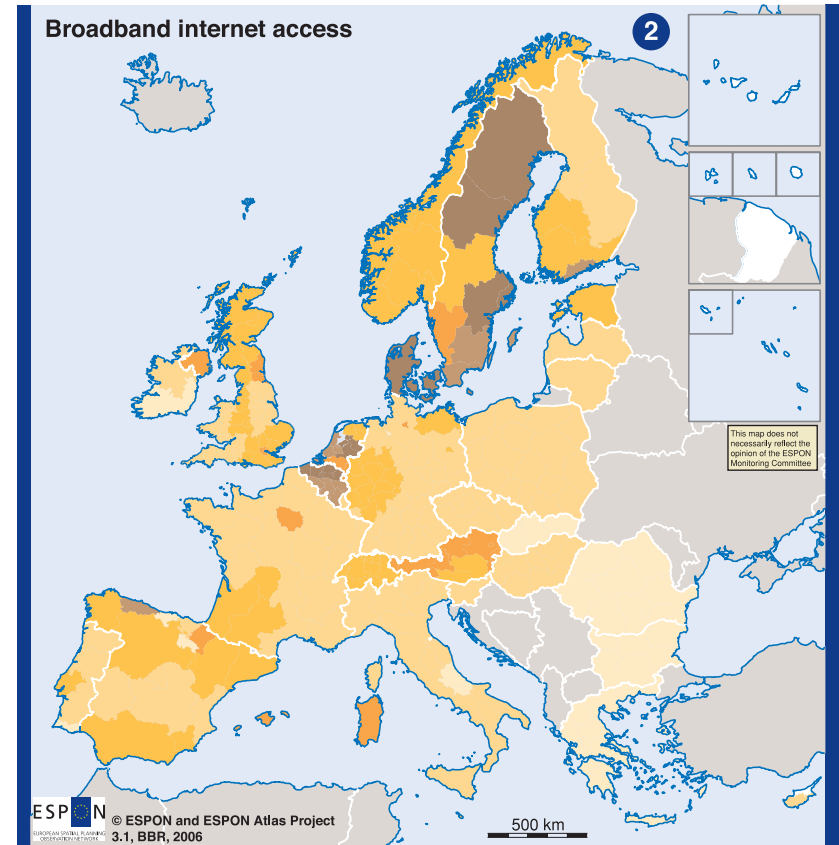 Broadband internet access
2
This map does not
necessarily reflect the
opinion of the ESPON
Monitoring Committee
ESPON
EUROPEAN SPATIAL PLANNING
OBSERVATION NETWORK
© ESPON and ESPON Atlas Project
3.1, BBR, 2006
500 km